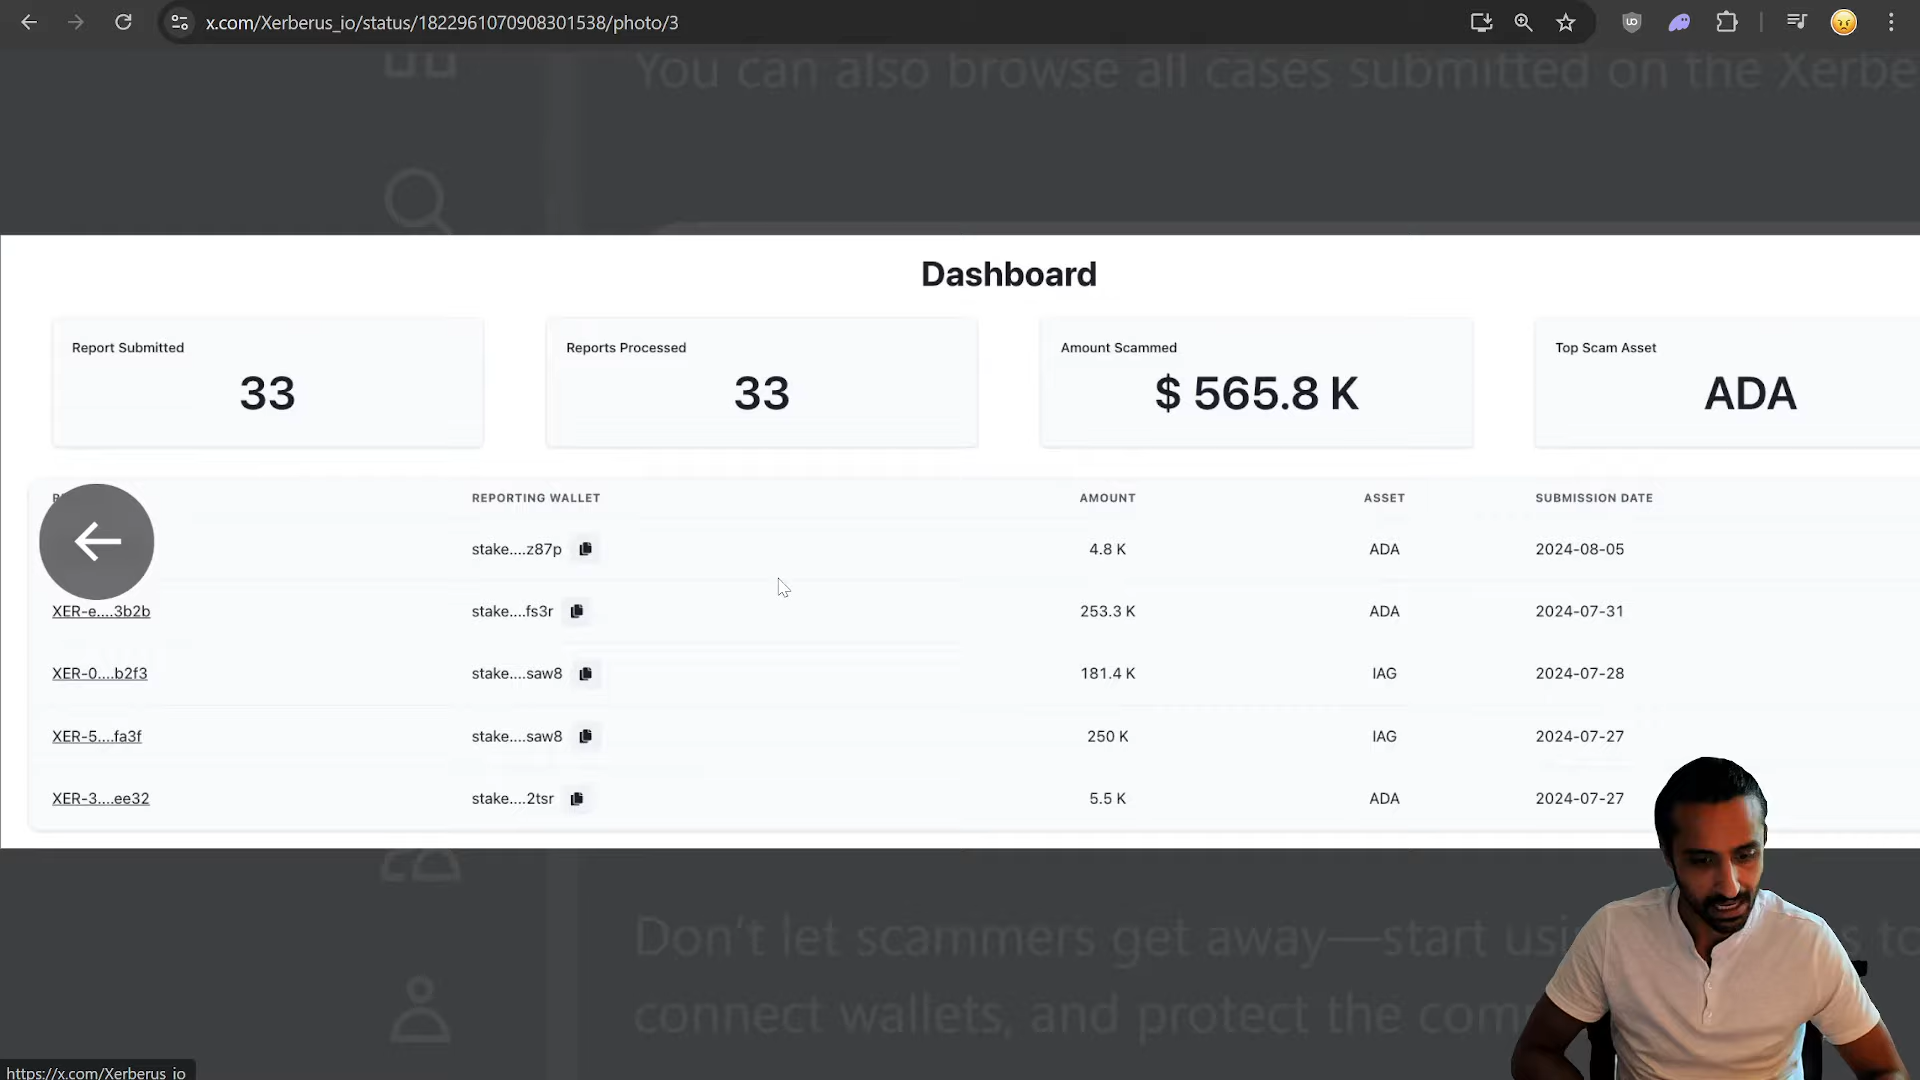 x.com/Xerberus_io/status/1822961070908301538/photo/3
You can also browse all cases submitted on the
Dashboard
Report Submitted
33
Reports Processed
33
Amount Scammed
$ 565.8 K
Top Scam Asset
ADA
REPORTING WALLET AMOUNT ASSET SUBMISSION DATE
stake....z87p 4.8 K ADA 2024-08-05
XER-e....3b2b stake....fs3r 253.3 K ADA 2024-07-31
XER-0....b2f3 stake....saw8 181.4 K IAG 2024-07-28
XER-5....fa3f stake....saw8 250 K IAG 2024-07-27
XER-3....ee32 stake....2tsr 5.5 K ADA 2024-07-27
Don't let scammers get away—start
connect wallets, and protect the
https://x.com/Xerberus_io